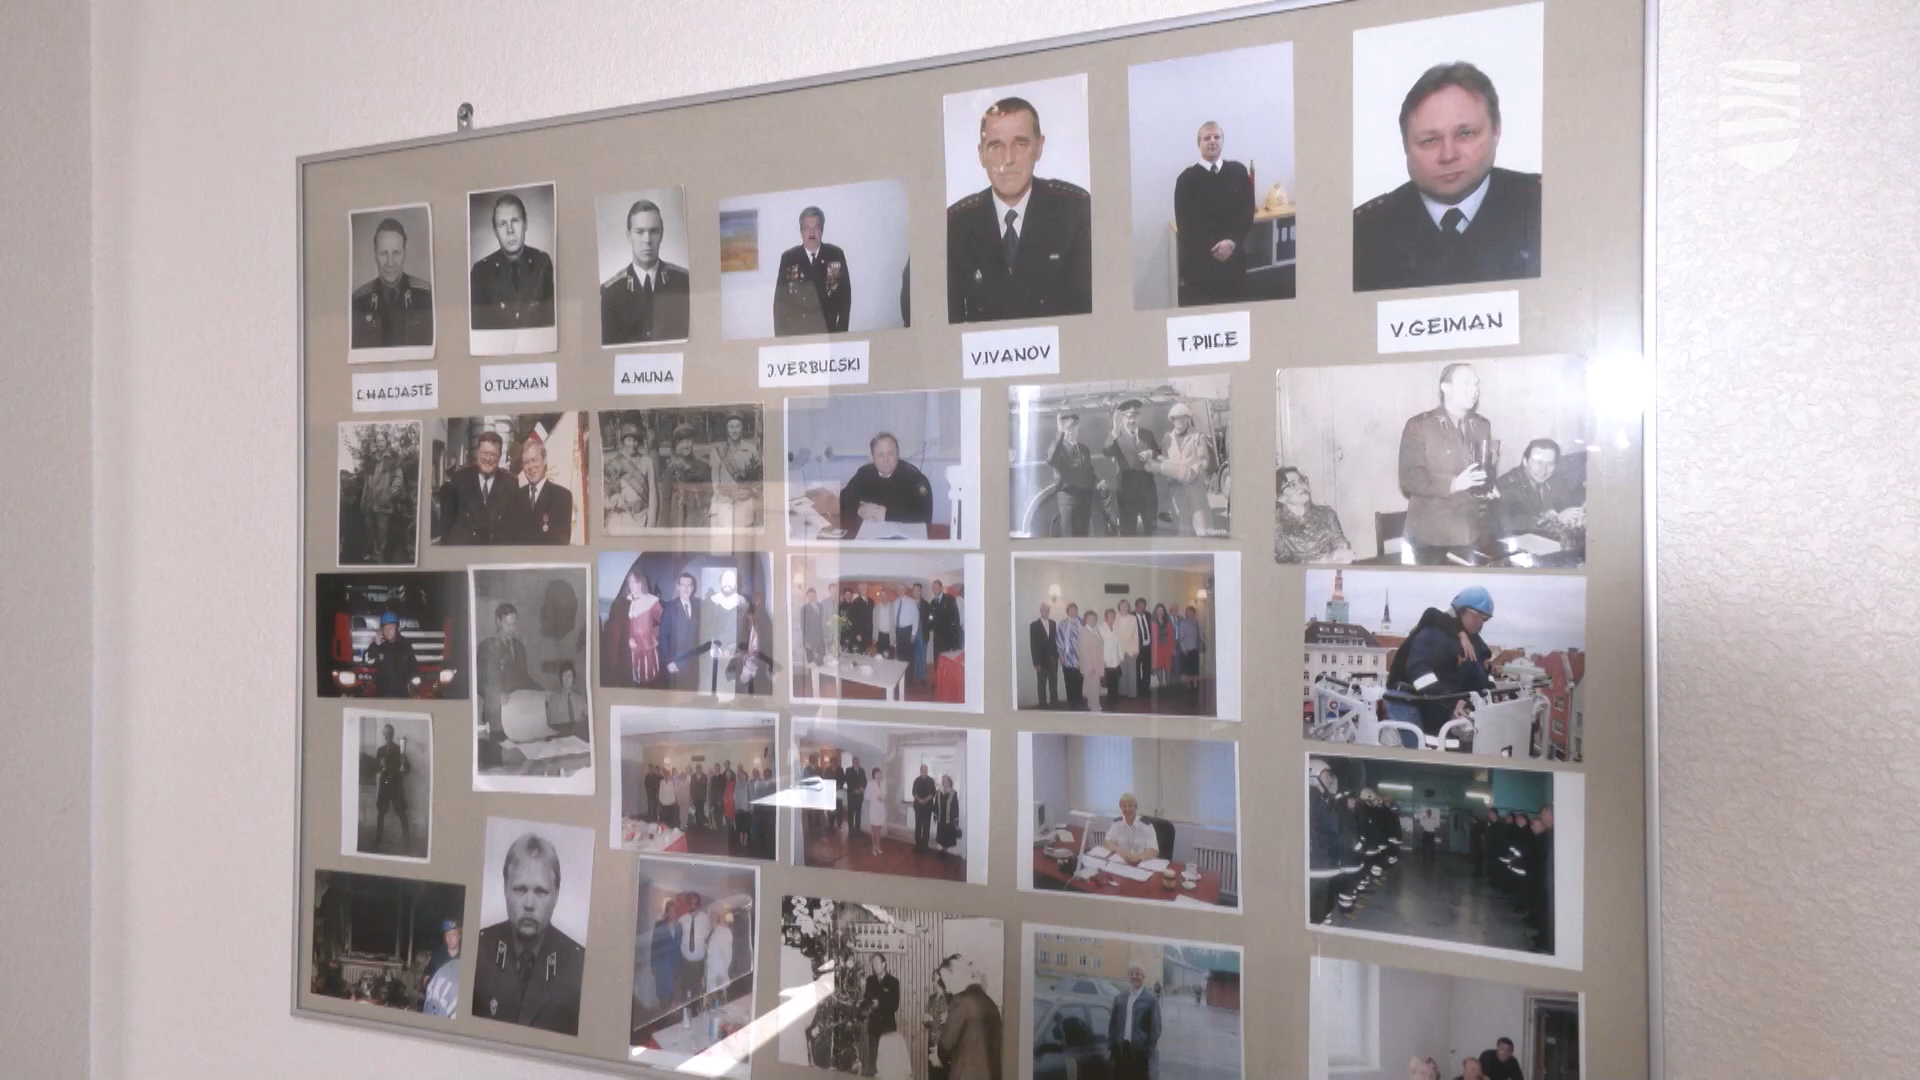 L.HALJASTE
O.TUKMAN
A.MUNA
J.VERBULSKI
V.IVANOV
T.PIILE
V.GEIMAN